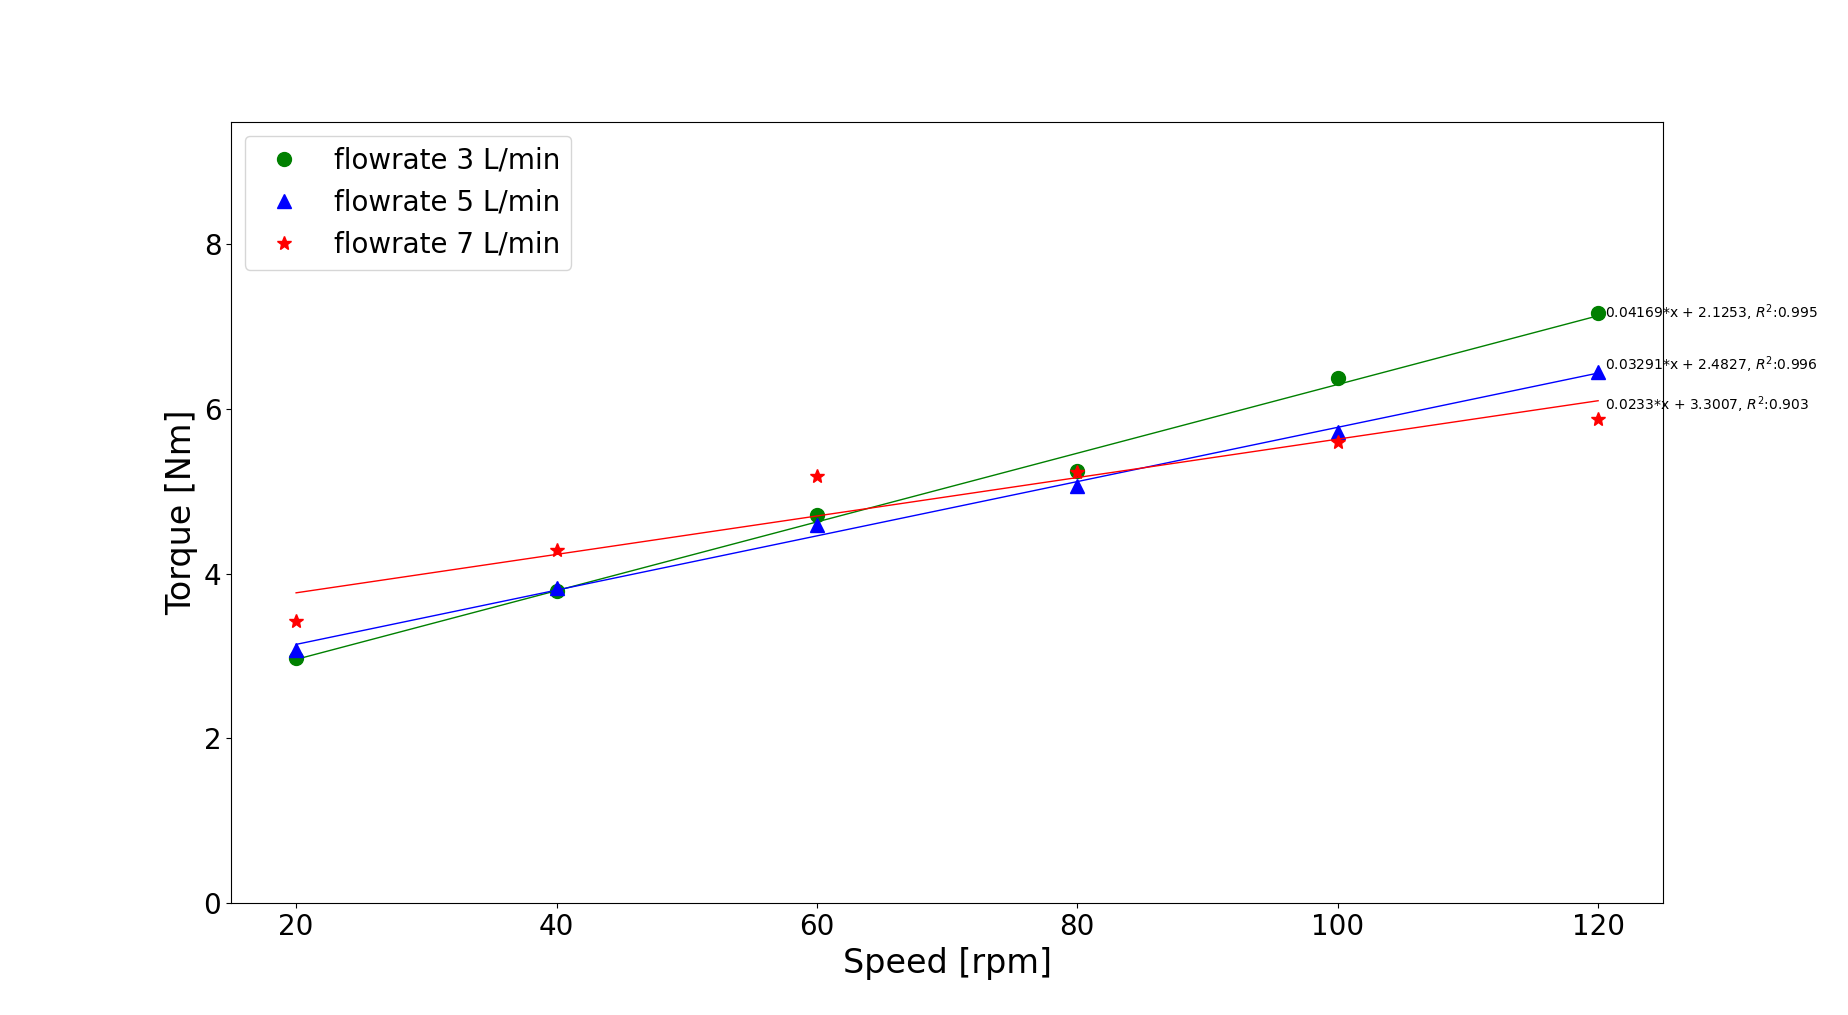 flowrate 3 L/min
flowrate 5 L/min
flowrate 7 L/min
8
6
4
2
0
Torque [Nm]
0.04169*x + 2.1253, R²:0.995
0.03291*x + 2.4827, R²:0.996
0.0233*x + 3.3007, R²:0.903
20 40 60 80 100 120
Speed [rpm]